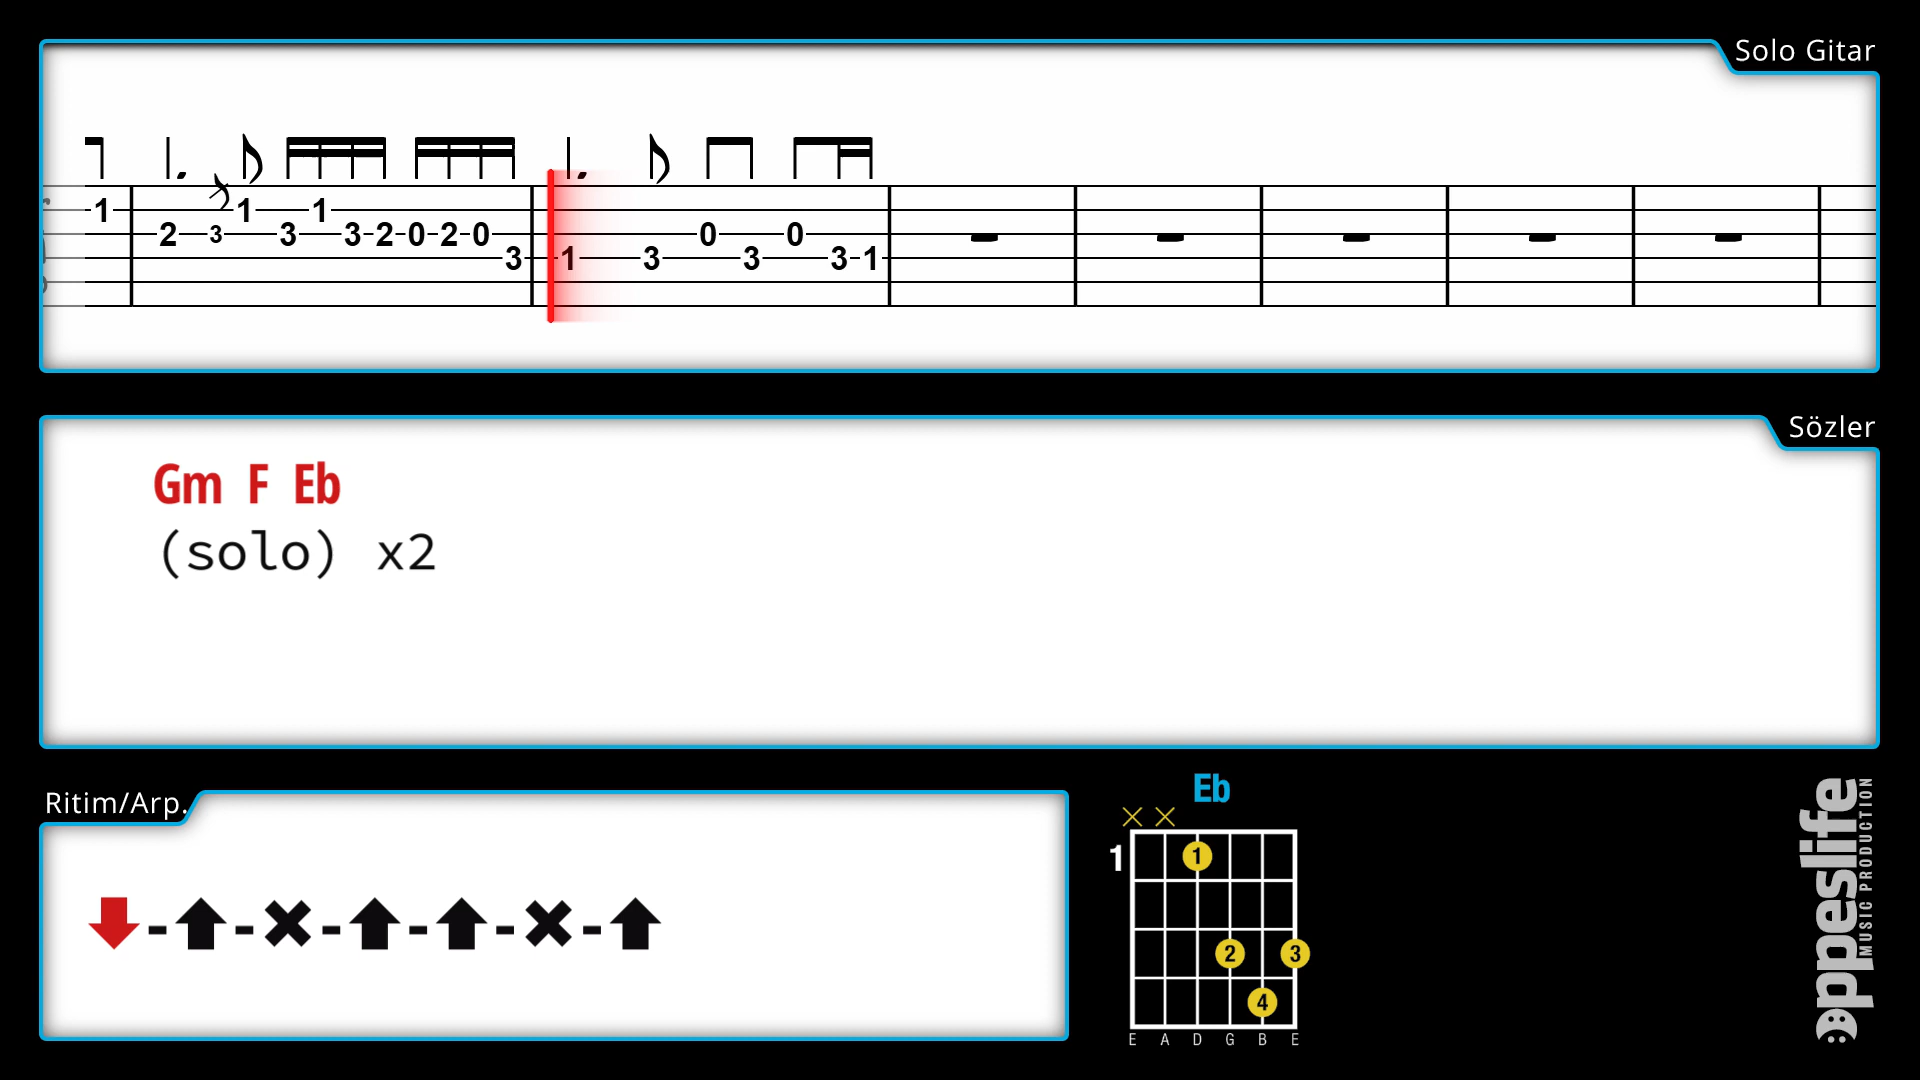 Solo Gitar
1 2 3 1 3 1 3 2 0 2 0 3 1 3 0 3 0 3 1
Sözler
Gm F Eb
(solo) x2
Ritim/Arp.
Eb
1
1
2 3
4
E A D G B E
appeslife
MUSIC PRODUCTION